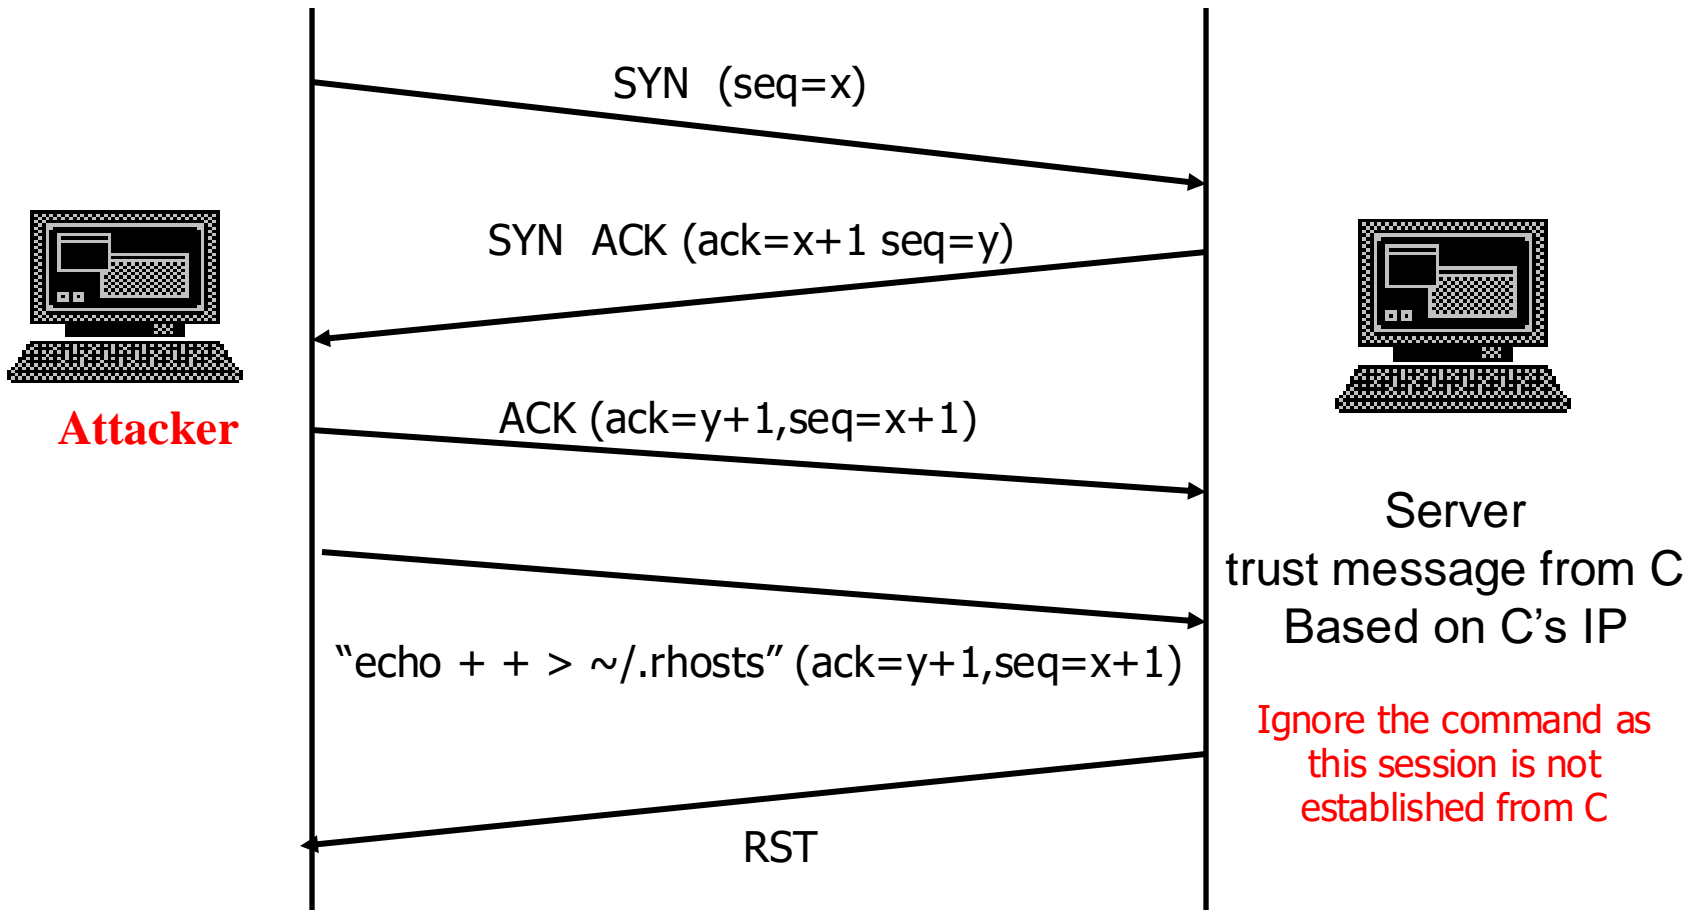 SYN (seq=x)
SYN ACK (ack=x+1 seq=y)
Attacker
ACK (ack=y+1,seq=x+1)
Server
trust message from C
Based on C’s IP
“echo + + > ~/.rhosts” (ack=y+1,seq=x+1)
Ignore the command as
this session is not
established from C
RST